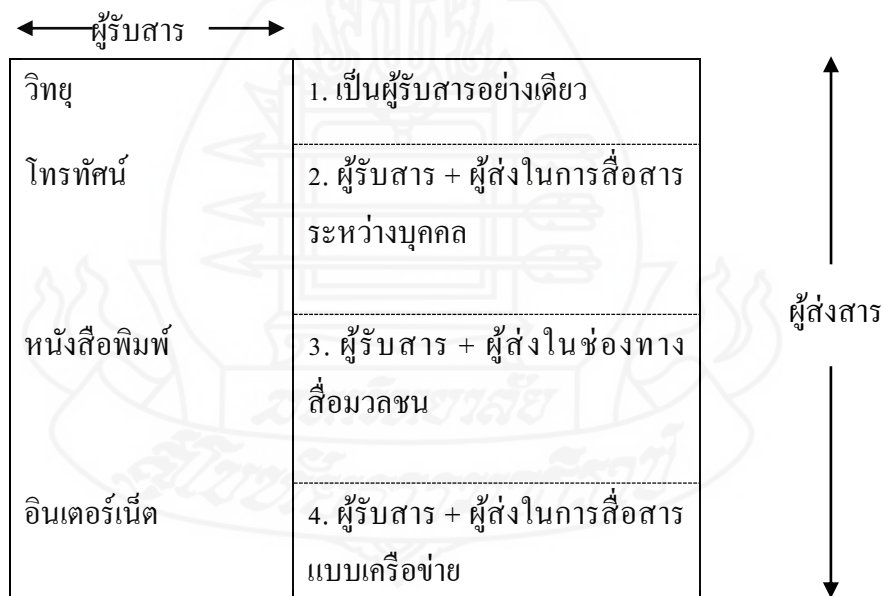 ผู้รับสาร
วิทยุ
1. เป็นผู้รับสารอย่างเดียว
โทรทัศน์
2. ผู้รับสาร + ผู้ส่งในการสื่อสาร
ระหว่างบุคคล
ผู้ส่งสาร
หนังสือพิมพ์
3. ผู้รับสาร + ผู้ส่งในช่องทาง
สื่อมวลชน
อินเตอร์เน็ต
4. ผู้รับสาร + ผู้ส่งในการสื่อสาร
แบบเครือข่าย